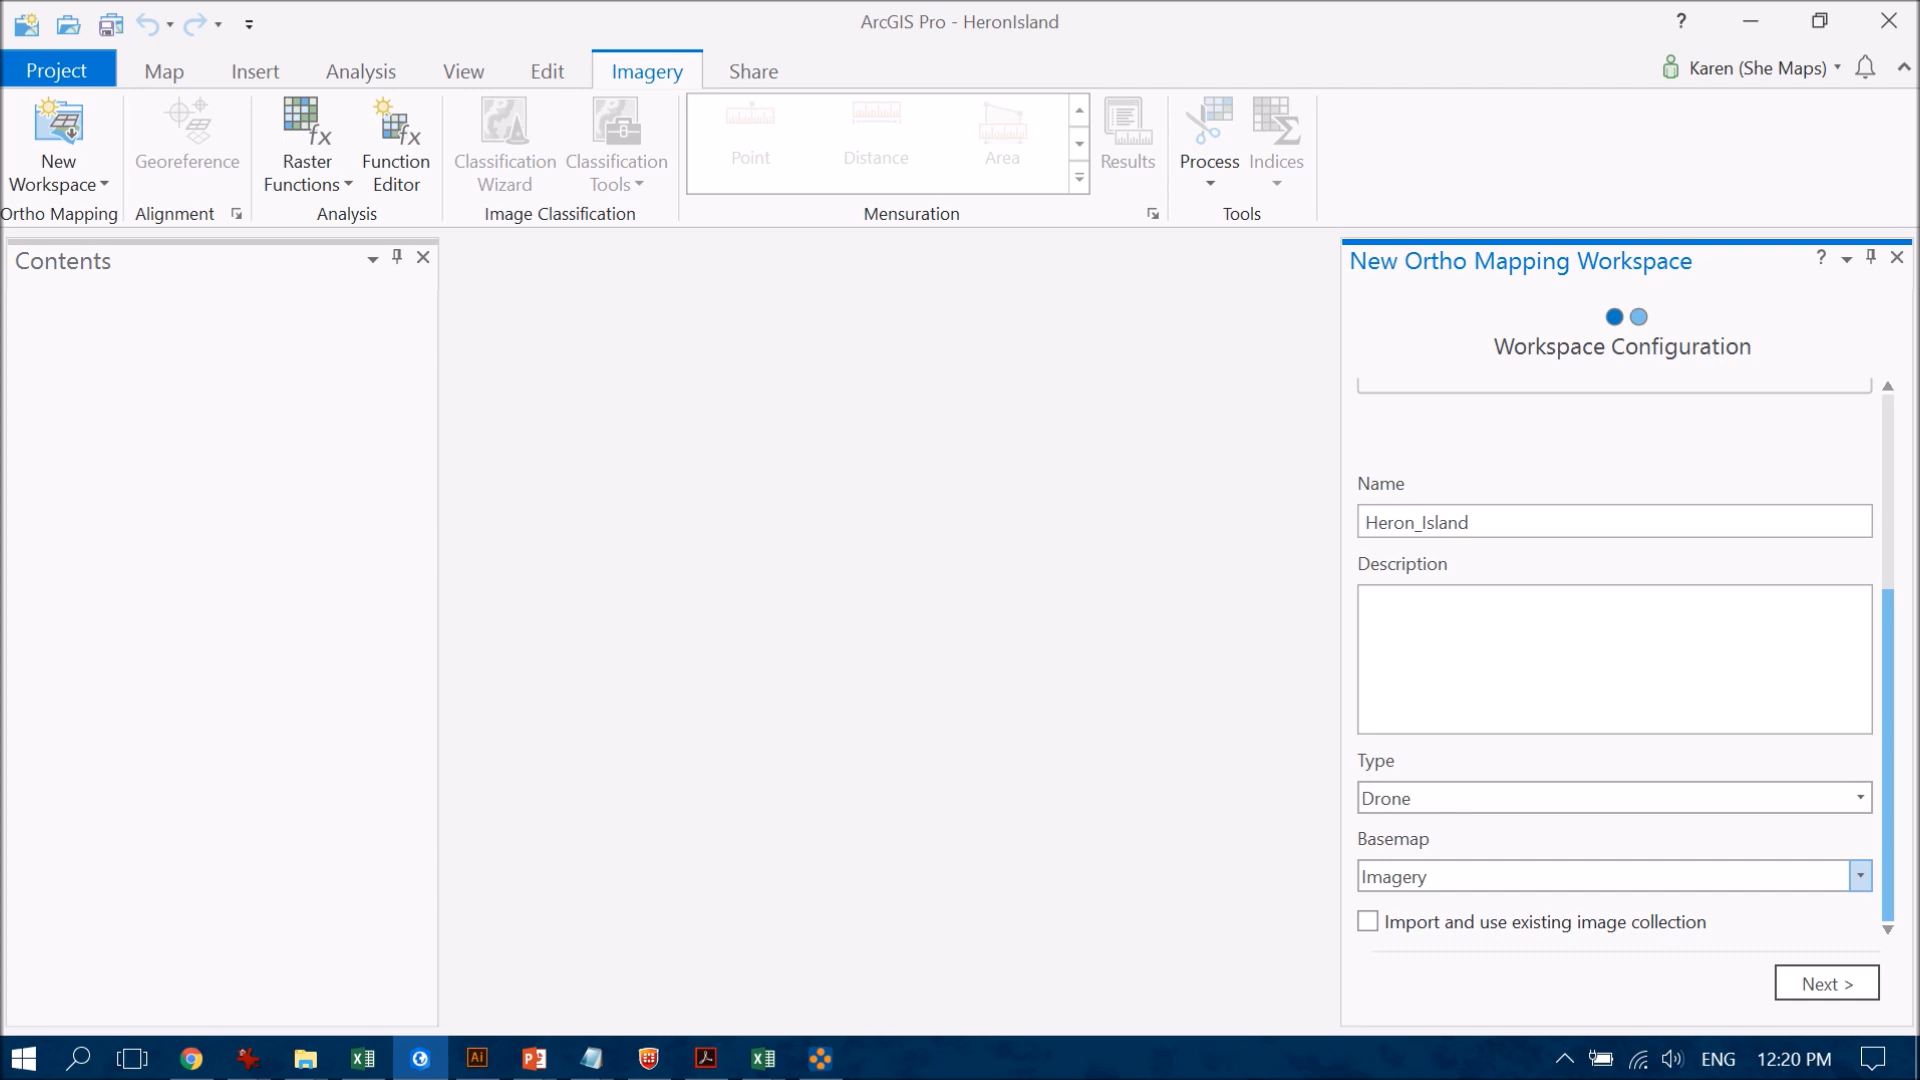 ArcGIS Pro - HeronIsland
?
Project Map Insert Analysis View Edit Imagery Share
Karen (She Maps)
New Workspace
Georeference
Raster Functions
Function Editor
Classification Wizard
Classification Tools
Point
Distance
Area
Results
Process
Indices
Ortho Mapping
Alignment
Analysis
Image Classification
Mensuration
Tools
Contents
New Ortho Mapping Workspace
?
Workspace Configuration
Name
Heron_Island
Description
Type
Drone
Basemap
Imagery
Import and use existing image collection
Next >
Ai
ENG
12:20 PM